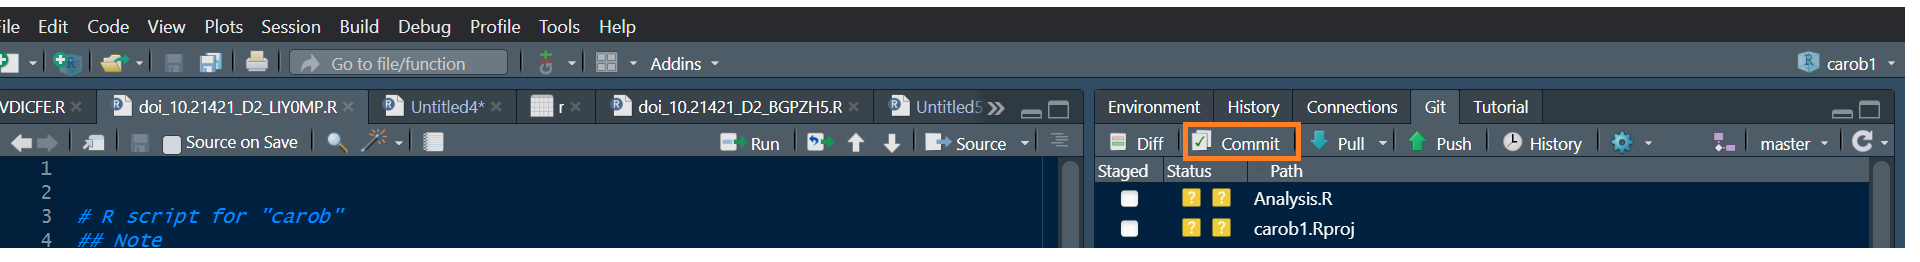 File Edit Code View Plots Session Build Debug Profile Tools Help
Go to file/function Addins carob1
VDICFE.R doi_10.21421_D2_LIY0MP.R Untitled4* r doi_10.21421_D2_BGPZH5.R Untitled5
Source on Save Run Source
1
2
3 # R script for "carob"
4 ## Note
Environment History Connections Git Tutorial
Diff Commit Pull Push History master
Staged Status Path
? ? Analysis.R
? ? carob1.Rproj